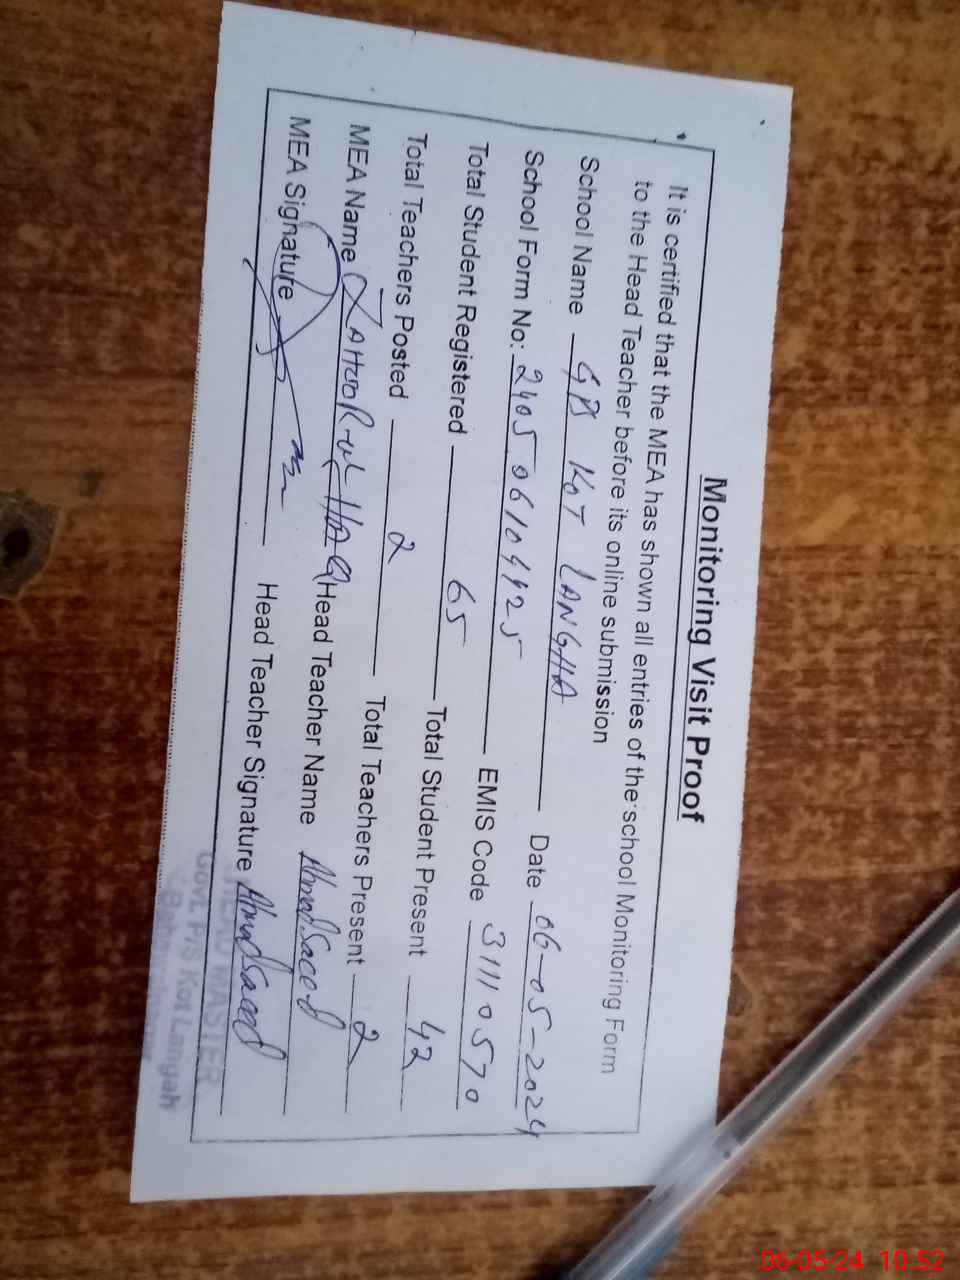 Monitoring Visit Proof
It is certified that the MEA has shown all entries of the school Monitoring Form
to the Head Teacher before its online submission
School Name GPS KOT LANGHA Date 06-05-2024
School Form No: 240506104425 EMIS Code 31110570
Total Student Registered 65 Total Student Present 42
Total Teachers Posted 2 Total Teachers Present 2
MEA Name ZAHOOR-UL-HAQ Head Teacher Name Ahmad Saeed
MEA Signature Head Teacher Signature Ahmad Saeed
HEAD MASTER
Govt. P/S Kot Langah
06-05-24 10:52